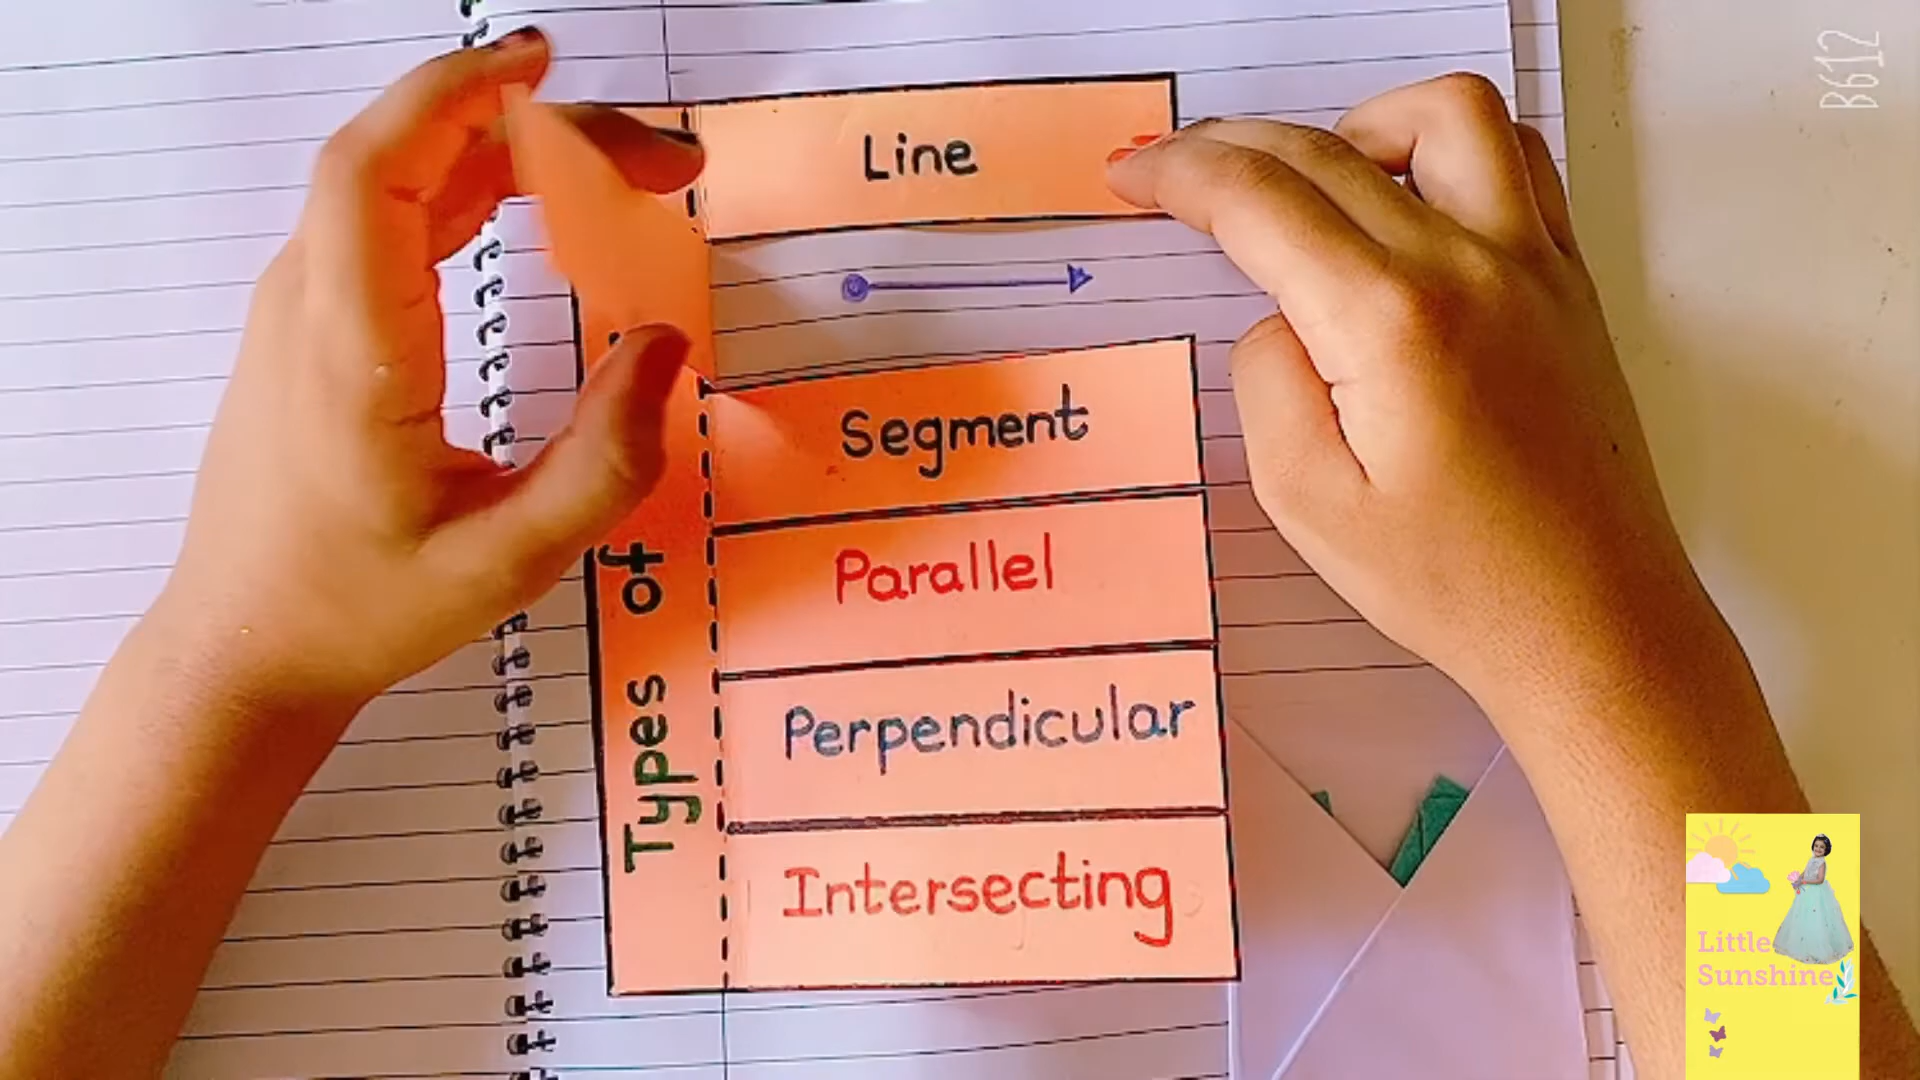 Line
Segment
Parallel
Perpendicular
Intersecting
Types of
B612
Little
Sunshine